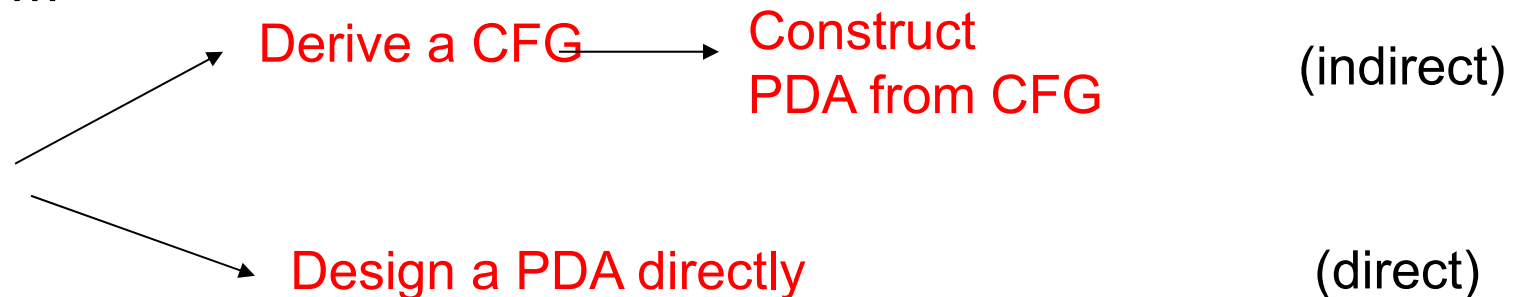 Derive a CFG
Construct
PDA from CFG
(indirect)
Design a PDA directly
(direct)